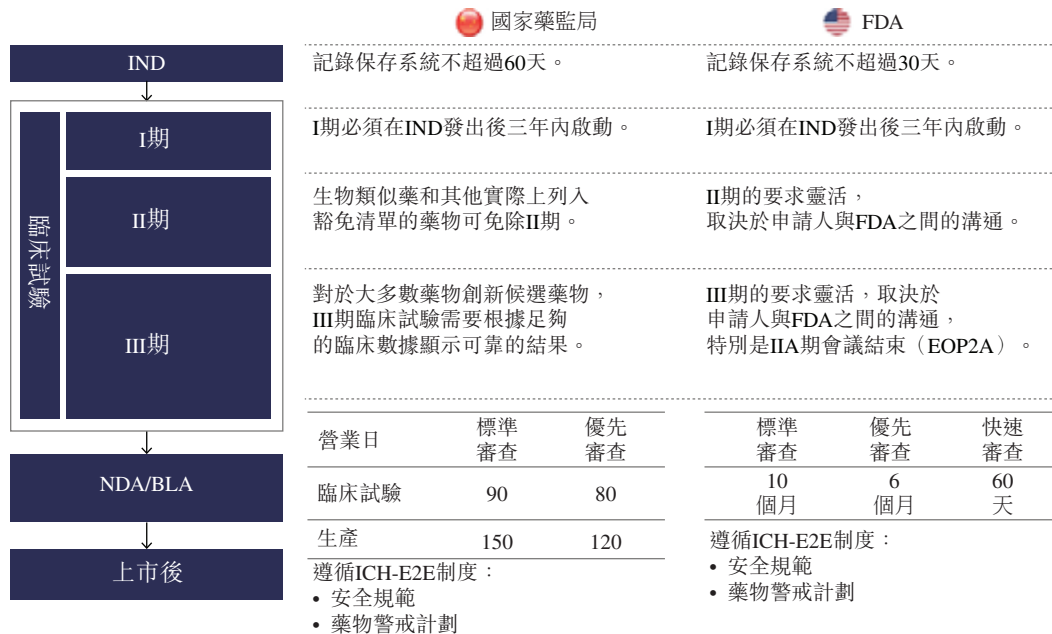 國家藥監局
FDA
IND
記錄保存系統不超過60天。
記錄保存系統不超過30天。
臨床試驗
I期
I期必須在IND發出後三年內啟動。
I期必須在IND發出後三年內啟動。
II期
生物類似藥和其他實際上列入
豁免清單的藥物可免除II期。
II期的要求靈活，
取決於申請人與FDA之間的溝通。
III期
對於大多數藥物創新候選藥物，
III期臨床試驗需要根據足夠
的臨床數據顯示可靠的結果。
III期的要求靈活，取決於
申請人與FDA之間的溝通，
特別是IIA期會議結束（EOP2A）。
NDA/BLA
營業日
標準
審查
優先
審查
臨床試驗
90
80
生產
150
120
標準
審查
優先
審查
快速
審查
10
個月
6
個月
60
天
上市後
遵循ICH-E2E制度：
• 安全規範
• 藥物警戒計劃
遵循ICH-E2E制度：
• 安全規範
• 藥物警戒計劃